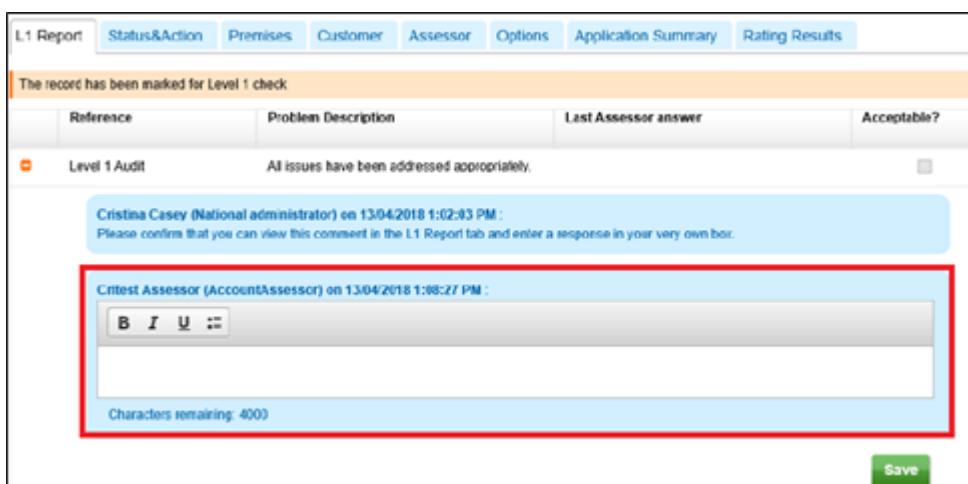 L1 Report Status&Action Premises Customer Assessor Options Application Summary Rating Results
The record has been marked for Level 1 check
Reference Problem Description Last Assessor answer Acceptable?
Level 1 Audit All issues have been addressed appropriately.
Cristina Casey (National administrator) on 13/04/2018 1:02:03 PM :
Please confirm that you can view this comment in the L1 Report tab and enter a response in your very own box.
Critest Assessor (AccountAssessor) on 13/04/2018 1:08:27 PM :
B I U
Characters remaining: 4000
Save